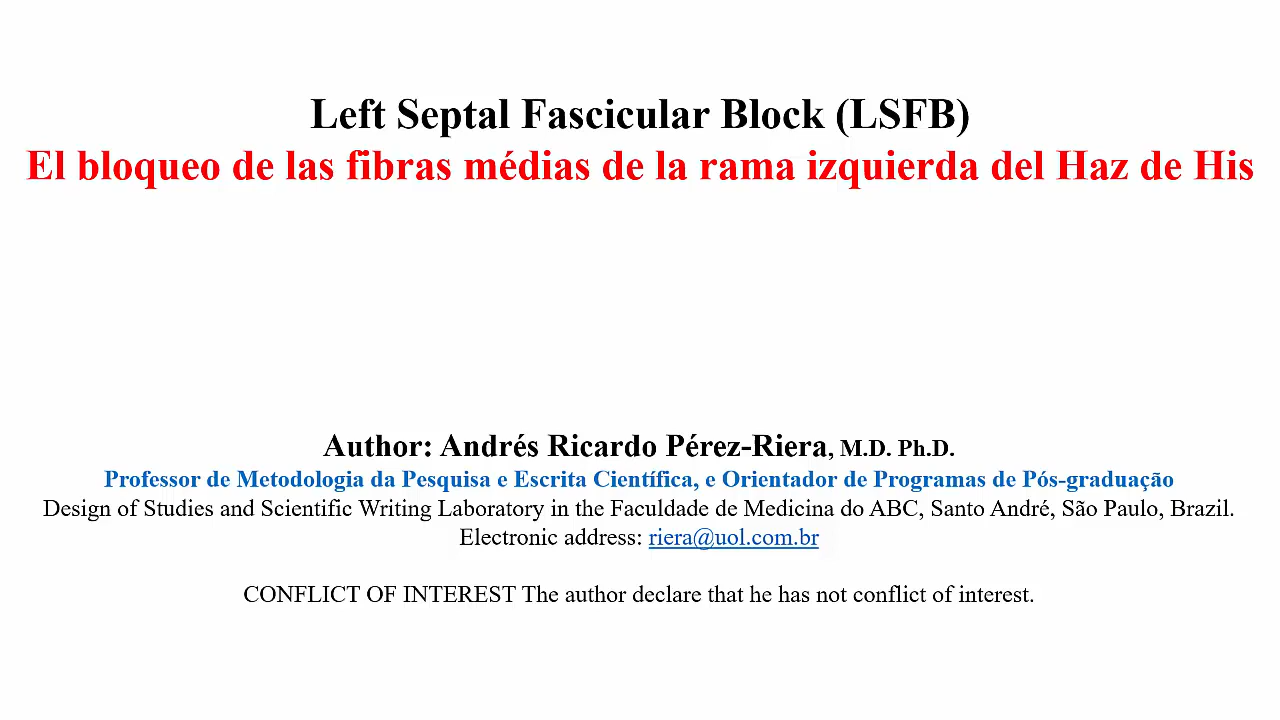 Left Septal Fascicular Block (LSFB)
El bloqueo de las fibras médias de la rama izquierda del Haz de His
Author: Andrés Ricardo Pérez-Riera, M.D. Ph.D.
Professor de Metodologia da Pesquisa e Escrita Científica, e Orientador de Programas de Pós-graduação
Design of Studies and Scientific Writing Laboratory in the Faculdade de Medicina do ABC, Santo André, São Paulo, Brazil.
Electronic address: riera@uol.com.br
CONFLICT OF INTEREST The author declare that he has not conflict of interest.